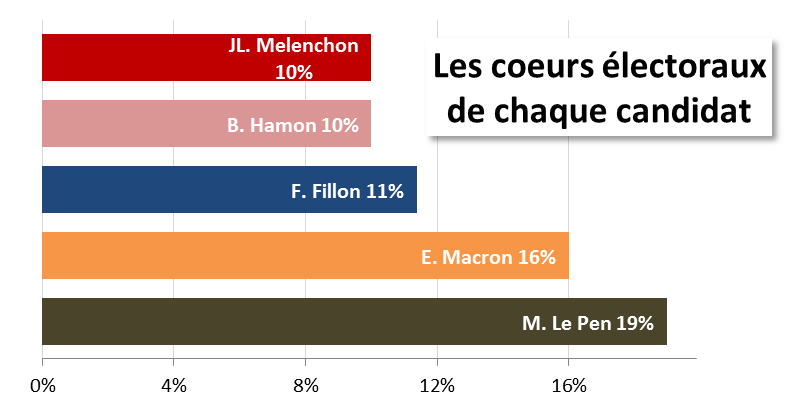 JL. Melenchon
10%
Les coeurs électoraux
de chaque candidat
B. Hamon 10%
F. Fillon 11%
E. Macron 16%
M. Le Pen 19%
0% 4% 8% 12% 16%